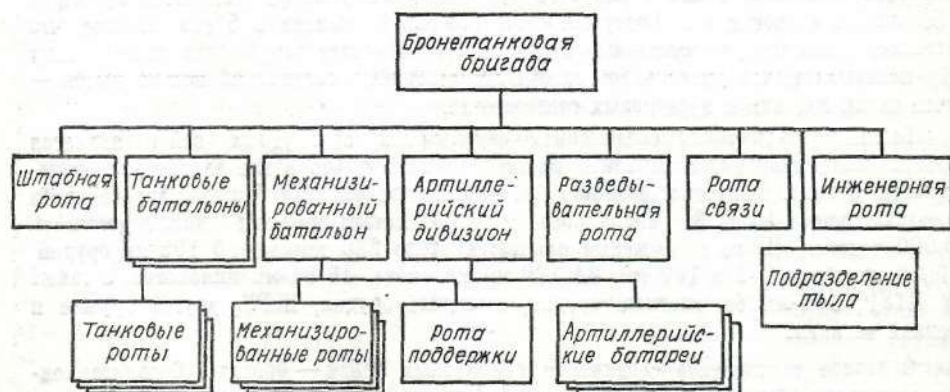 Бронетанковая
бригада
Штабная
рота
Танковые
батальоны
Механизи-
рованный
батальон
Артилле-
рийский
дивизион
Разведы-
вательная
рота
Рота
связи
Инженерная
рота
Подразделение
тыла
Танковые
роты
Механизиро-
ванные роты
Рота
поддержки
Артиллерийс-
кие батареи